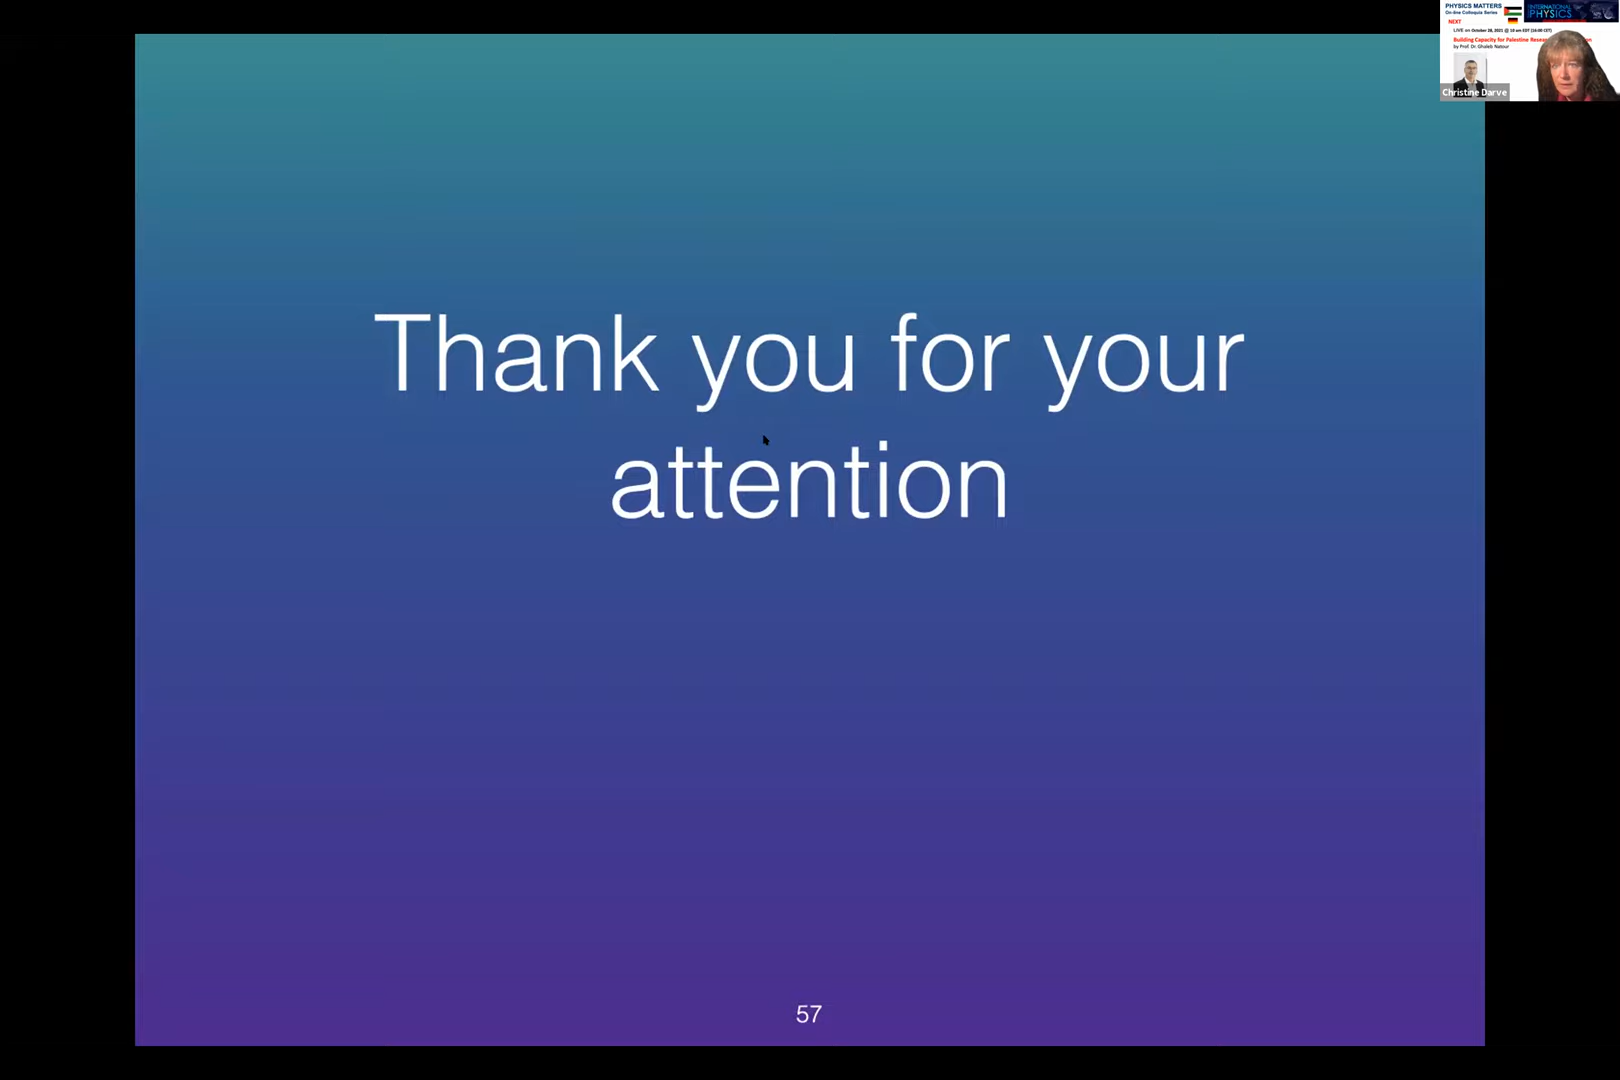 PHYSICS MATTERS
On-line Colloquia Series
INTERNATIONAL
PHYSICS
NEXT
LIVE on October 28, 2021 @ 10 am EDT (16:00 CET)
Building Capacity for Palestine
by Prof. Dr. Ghaleb Natour
Christine Darve
Thank you for your
attention
57